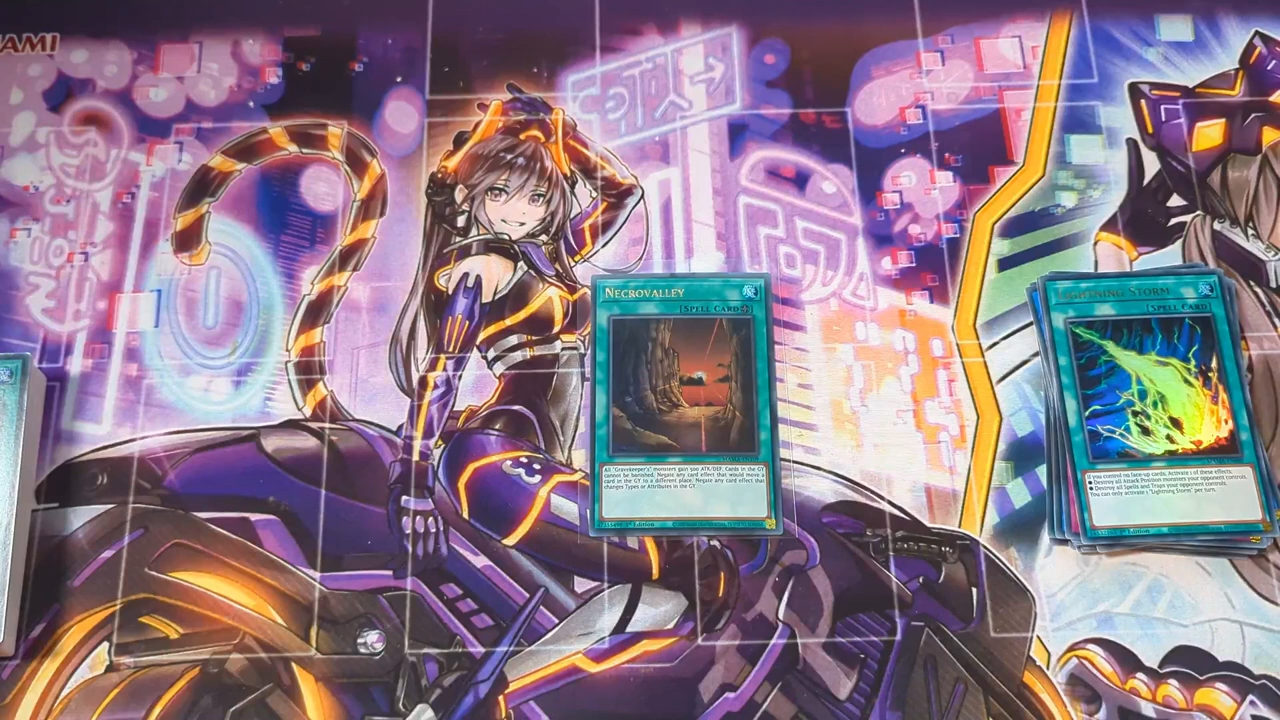 AMI
NECROVALLEY
[SPELL CARD
All "Gravekeeper's" monsters gain 500 ATK/DEF. Cards in the GY
cannot be banished. Negate any card effect that would move a
card in the GY to a different place. Negate any card effect that
changes Types or Attributes in the GY.
1st Edition
LIGHTNING STORM
[SPELL CARD]
If you control no face-up cards: Activate 1 of these effects;
● Destroy all Attack Position monsters your opponent controls.
● Destroy all Spells and Traps your opponent controls.
You can only activate 1 "Lightning Storm" per turn.
Edition